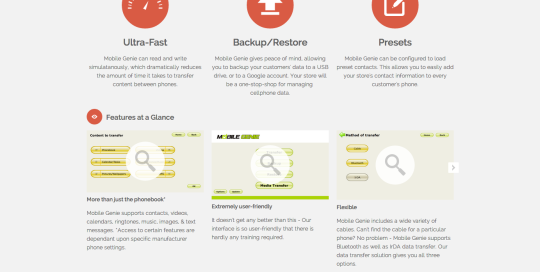 Ultra-Fast
Mobile Genie can read and write
simultaneously, which dramatically reduces
the amount of time it takes to transfer
content between phones.
Backup/Restore
Mobile Genie gives peace of mind, allowing
you to backup your customers' data to a USB
drive, or to a Google account. Your store will
be a one-stop-shop for managing
cellphone data.
Presets
Mobile Genie can be configured to load
preset contacts. This allows you to easily add
your store's contact information to every
customer's phone.
Features at a Glance
Content to transfer
MOBILE GENIE
Media Transfer
Method of transfer
More than just the phonebook*
Mobile Genie supports contacts, videos,
calendars, ringtones, music, images, & text
messages. *Access to certain features are
dependent upon specific manufacturer
phone settings.
Extremely user-friendly
It doesn't get any better than this - Our
interface is so user-friendly that there is
hardly any training required.
Flexible
Mobile Genie includes a wide variety of
cables. Can't find the cable for a particular
phone? No problem - Mobile Genie supports
Bluetooth as well as IrDA data transfer. Our
data transfer solution gives you all three
options.